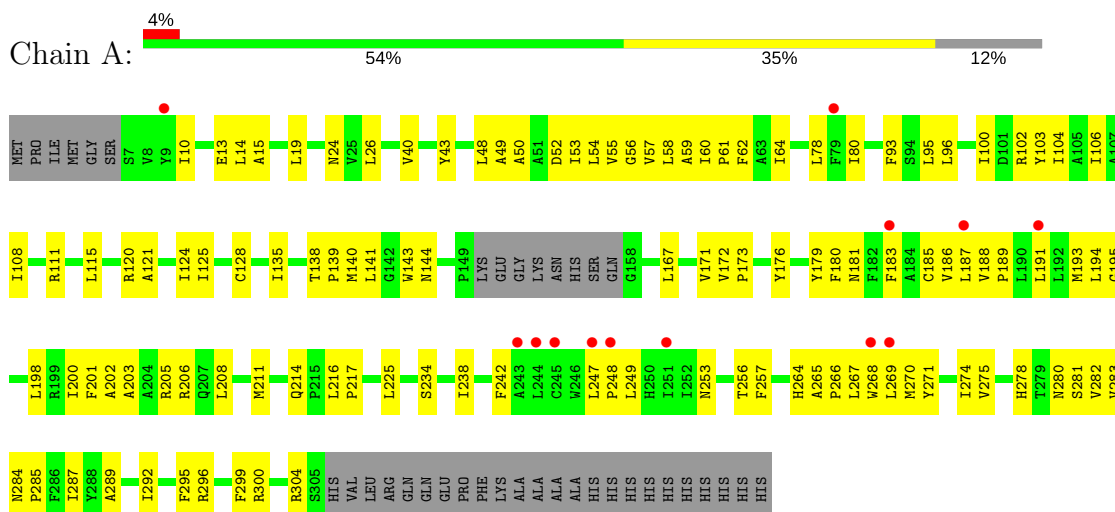 4%
Chain A:
54% 35% 12%
MET PRO ILE MET GLY SER S7 V8 Y9 I10 E13 L14 A15 L19 N24 V25 L26 V40 Y43 L48 A49 A50 A51 D52 I53 L54 V55 G56 V57 L58 A59 I60 P61 F62 A63 I64 L78 F79 I80 F93 S94 L95 L96 I100 D101 R102 Y103 I104 A105 I106 A107
I108 R111 L115 R120 A121 I124 I125 C128 I135 T138 P139 M140 L141 G142 W143 N144 P149 LYS GLU GLY LYS ASN HIS SER GLN G158 L167 V171 V172 P173 Y176 Y179 F180 N181 F182 F183 A184 C185 V186 L187 V188 P189 L190 L191 L192 M193 L194 G195
L198 R199 I200 F201 A202 A203 A204 R205 R206 Q207 L208 M211 Q214 P215 L216 P217 L225 S234 I238 F242 A243 L244 C245 W246 L247 P248 L249 H250 I251 I252 N253 T256 F257 H264 A265 P266 L267 W268 L269 M270 Y271 I274 V275 H278 T279 N280 S281 V282 V283
N284 P285 F286 I287 Y288 A289 I292 F295 R296 F299 R300 R304 S305 HIS VAL LEU ARG GLN GLN GLU PRO PHE LYS ALA ALA ALA ALA HIS HIS HIS HIS HIS HIS HIS HIS HIS HIS